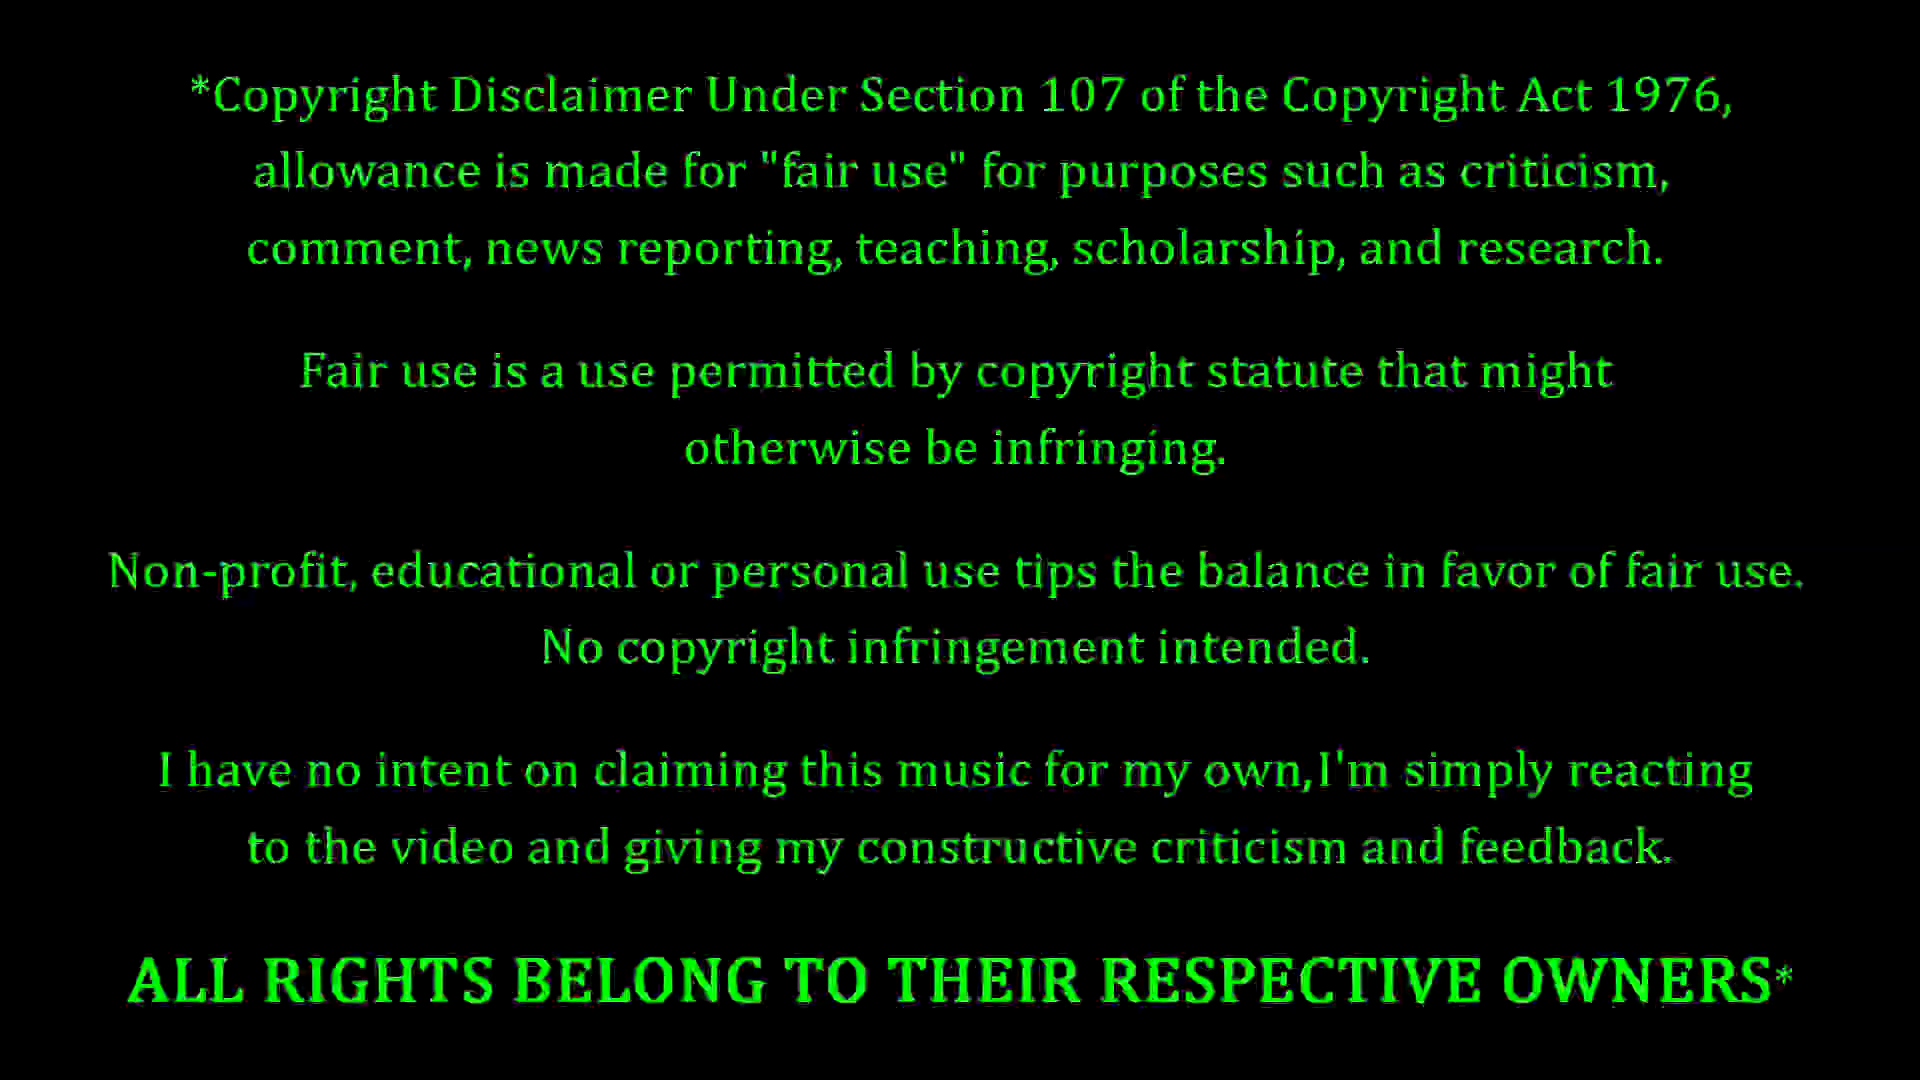 *Copyright Disclaimer Under Section 107 of the Copyright Act 1976,
allowance is made for "fair use" for purposes such as criticism,
comment, news reporting, teaching, scholarship, and research.
Fair use is a use permitted by copyright statute that might
otherwise be infringing.
Non-profit, educational or personal use tips the balance in favor of fair use.
No copyright infringement intended.
I have no intent on claiming this music for my own,I'm simply reacting
to the video and giving my constructive criticism and feedback.
ALL RIGHTS BELONG TO THEIR RESPECTIVE OWNERS*